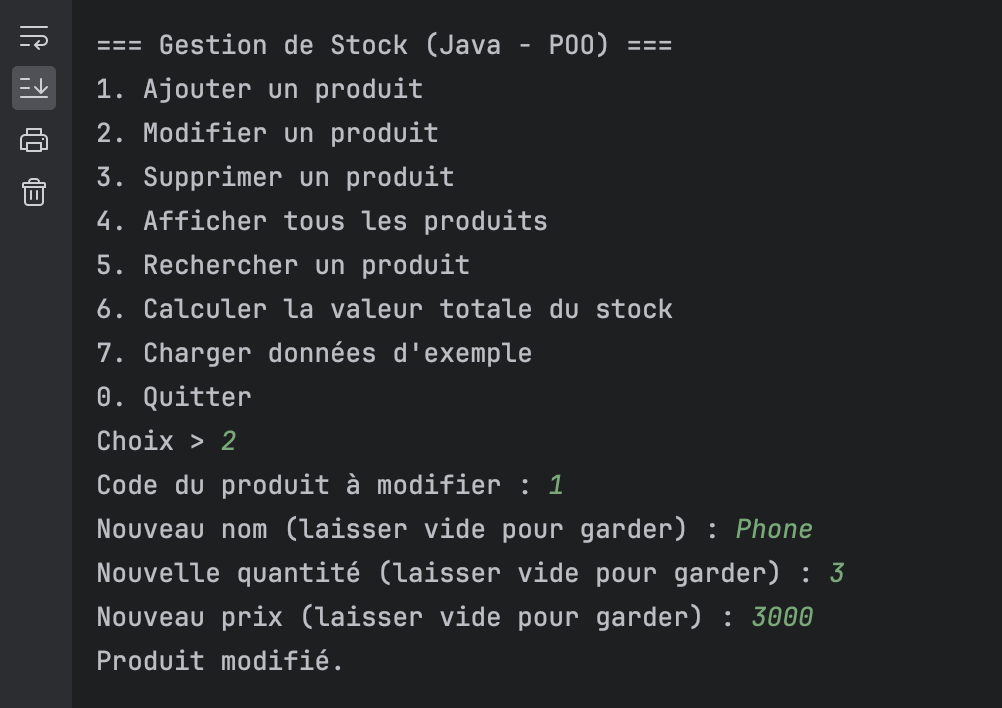 === Gestion de Stock (Java - POO) ===
1. Ajouter un produit
2. Modifier un produit
3. Supprimer un produit
4. Afficher tous les produits
5. Rechercher un produit
6. Calculer la valeur totale du stock
7. Charger données d'exemple
0. Quitter
Choix > 2
Code du produit à modifier : 1
Nouveau nom (laisser vide pour garder) : Phone
Nouvelle quantité (laisser vide pour garder) : 3
Nouveau prix (laisser vide pour garder) : 3000
Produit modifié.